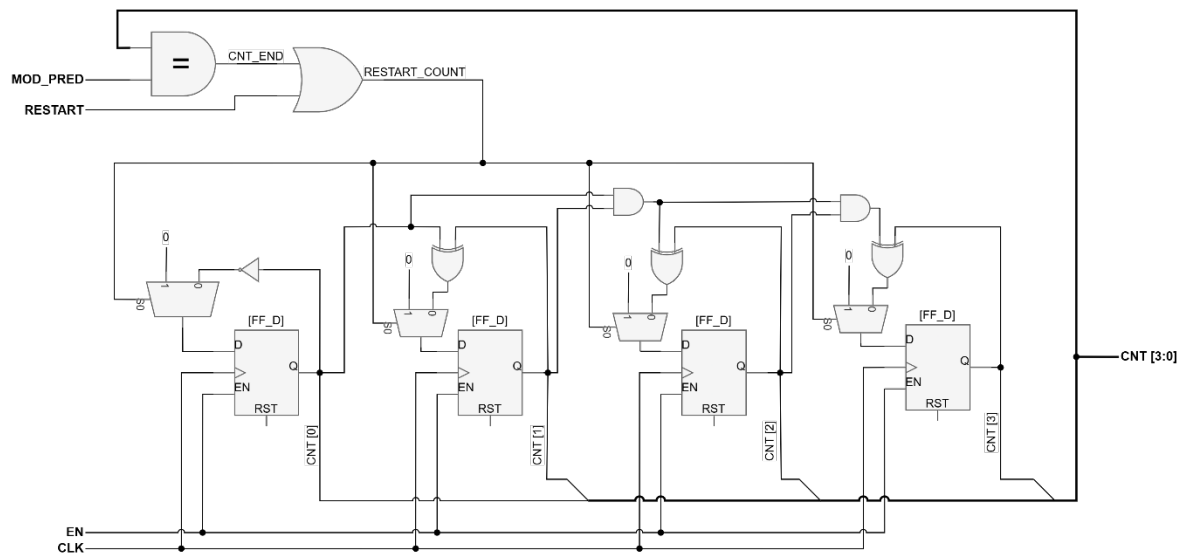 =
CNT_END
RESTART_COUNT
MOD_PRED
RESTART
0
1
0
S0
0
1
0
S0
0
1
0
S0
0
1
0
S0
[FF_D]
D
Q
EN
RST
[FF_D]
D
Q
EN
RST
[FF_D]
D
Q
EN
RST
[FF_D]
D
Q
EN
RST
CNT [3:0]
CNT [0]
CNT [1]
CNT [2]
CNT [3]
EN
CLK